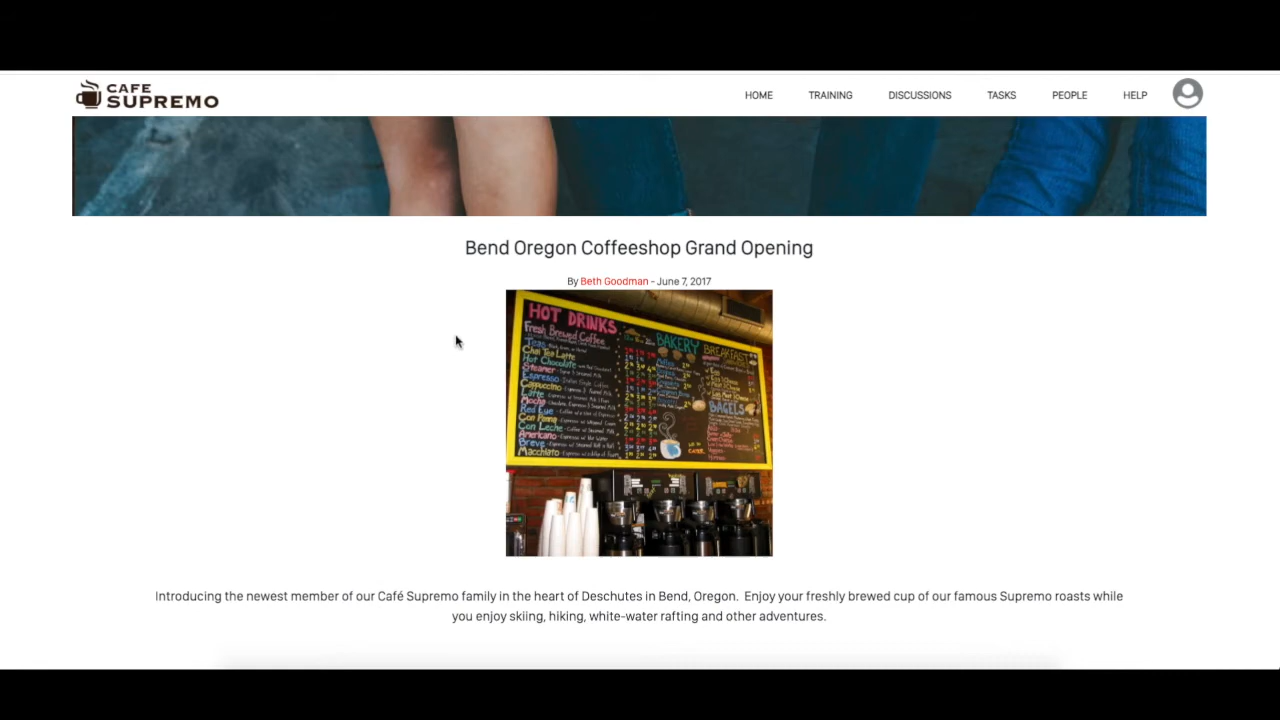 CAFE
SUPREMO
HOME TRAINING DISCUSSIONS TASKS PEOPLE HELP
Bend Oregon Coffeeshop Grand Opening
By Beth Goodman - June 7, 2017
HOT DRINKS
Fresh Brewed Coffee
Teas
Chai Tea Latte
Hot Chocolate
Steamer
Espresso
Cappuccino
Latte
Mocha
Red Eye
Con Panna
Con Leche
Americano
Breve
Macchiato
BAKERY
BREAKFAST
BAGELS
Introducing the newest member of our Café Supremo family in the heart of Deschutes in Bend, Oregon. Enjoy your freshly brewed cup of our famous Supremo roasts while
you enjoy skiing, hiking, white-water rafting and other adventures.